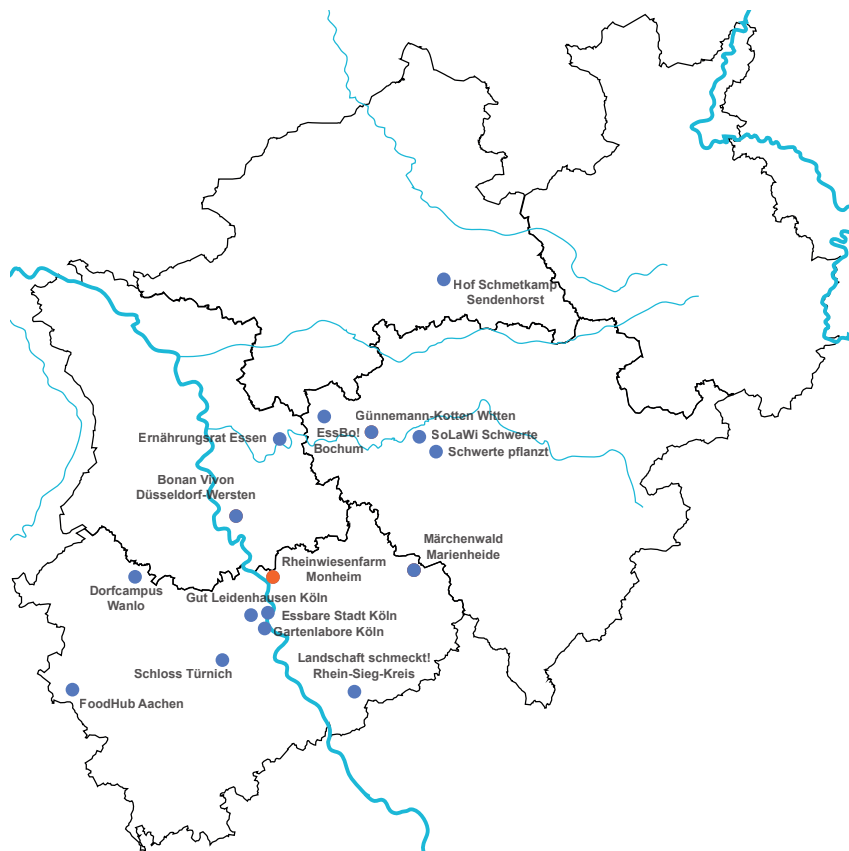 Hof Schmetkamp
Sendenhorst
Günnemann-Kotten Witten
EssBo!
Bochum
SoLaWi Schwerte
Ernährungsrat Essen
Schwerte pflanzt
Bonan Vivon
Düsseldorf-Wersten
Märchenwald
Marienheide
Rheinwiesenfarm
Monheim
Dorfcampus
Wanlo
Gut Leidenhausen Köln
Essbare Stadt Köln
Gartenlabore Köln
Landschaft schmeckt!
Rhein-Sieg-Kreis
Schloss Türnich
FoodHub Aachen